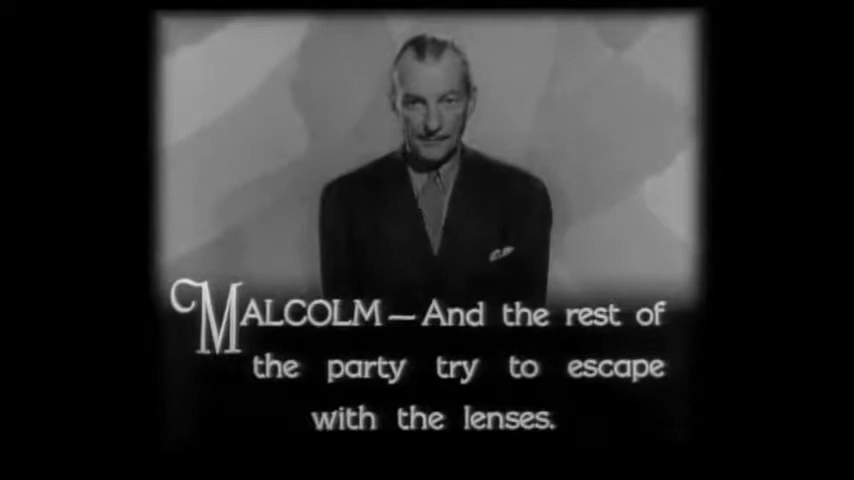 MALCOLM — And the rest of
the party try to escape
with the lenses.